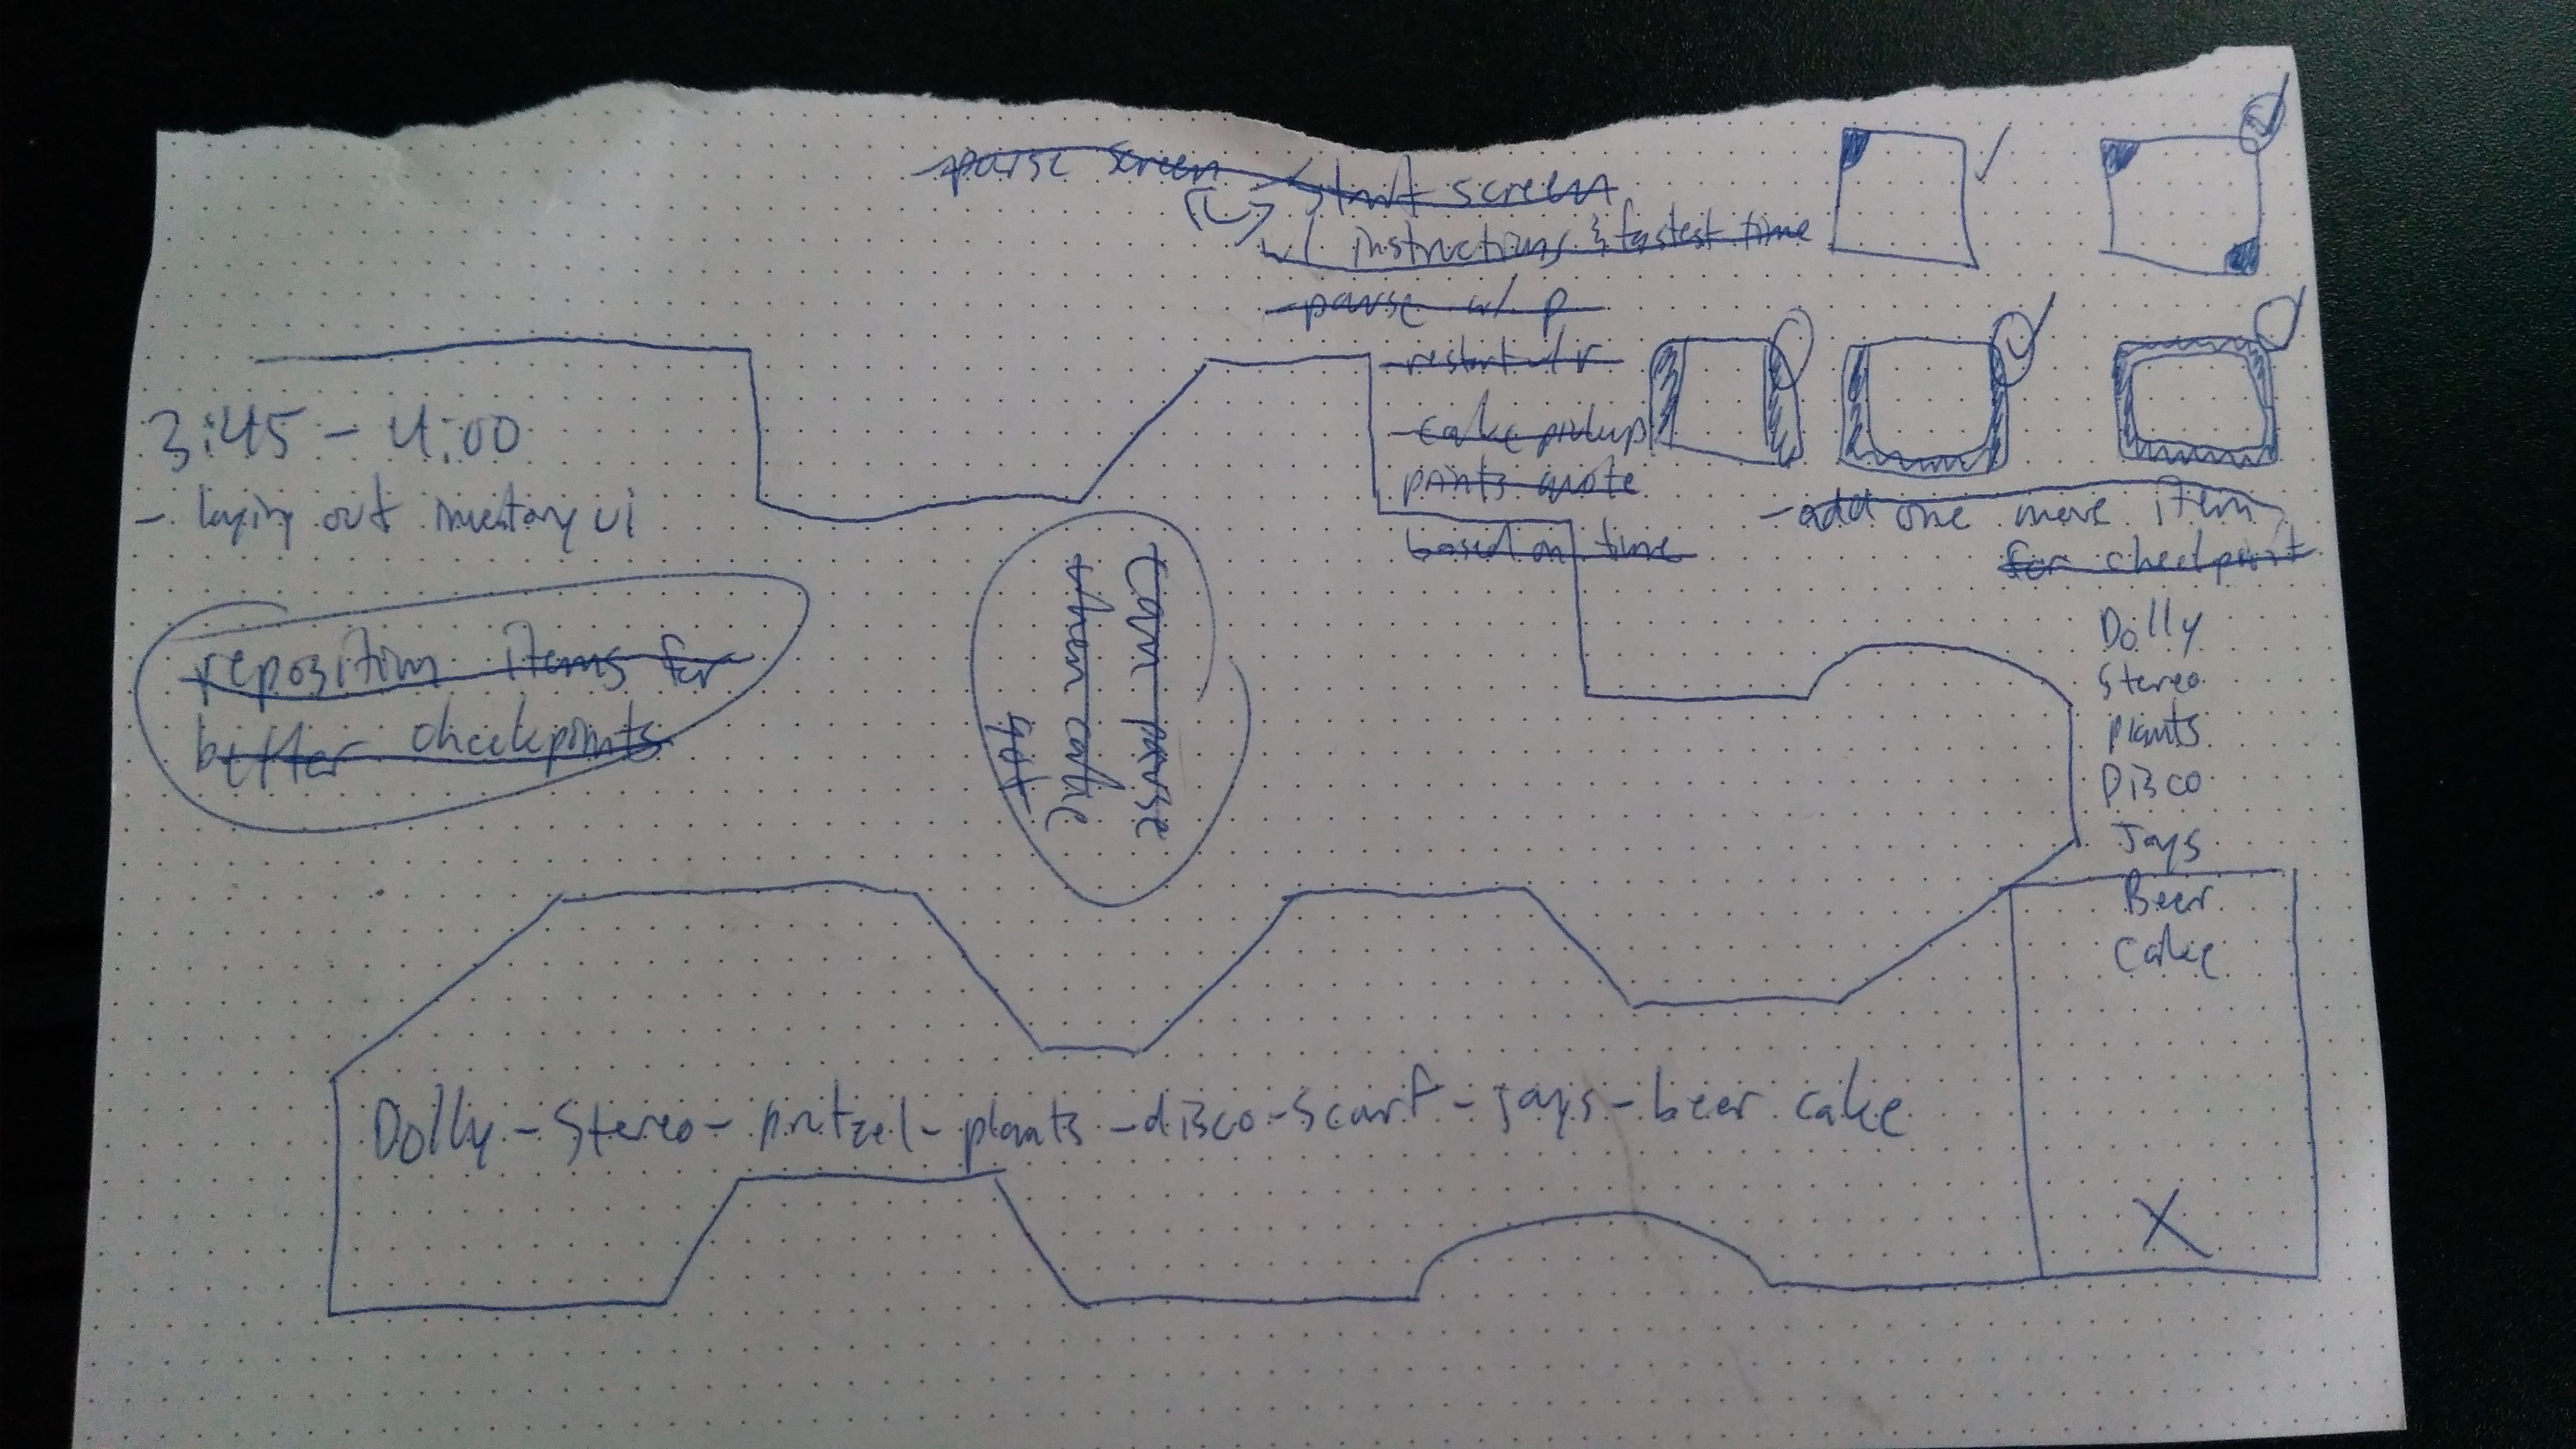 - pause screen
- start screen
instructions & fastest time
- pause w/ p
- restart w/ r
- cake pickup
prints quote
based on time
3:45 - 4:00
- laying out inventory ui
- add one more item
for checkpoint
reposition items for
better checkpoints
can pause
when cake
got
Dolly
Stereo
plants
Disco
Jays
Beer
Cake
Dolly - Stereo - pretzel - plants - disco - scarf - jays - beer cake
X